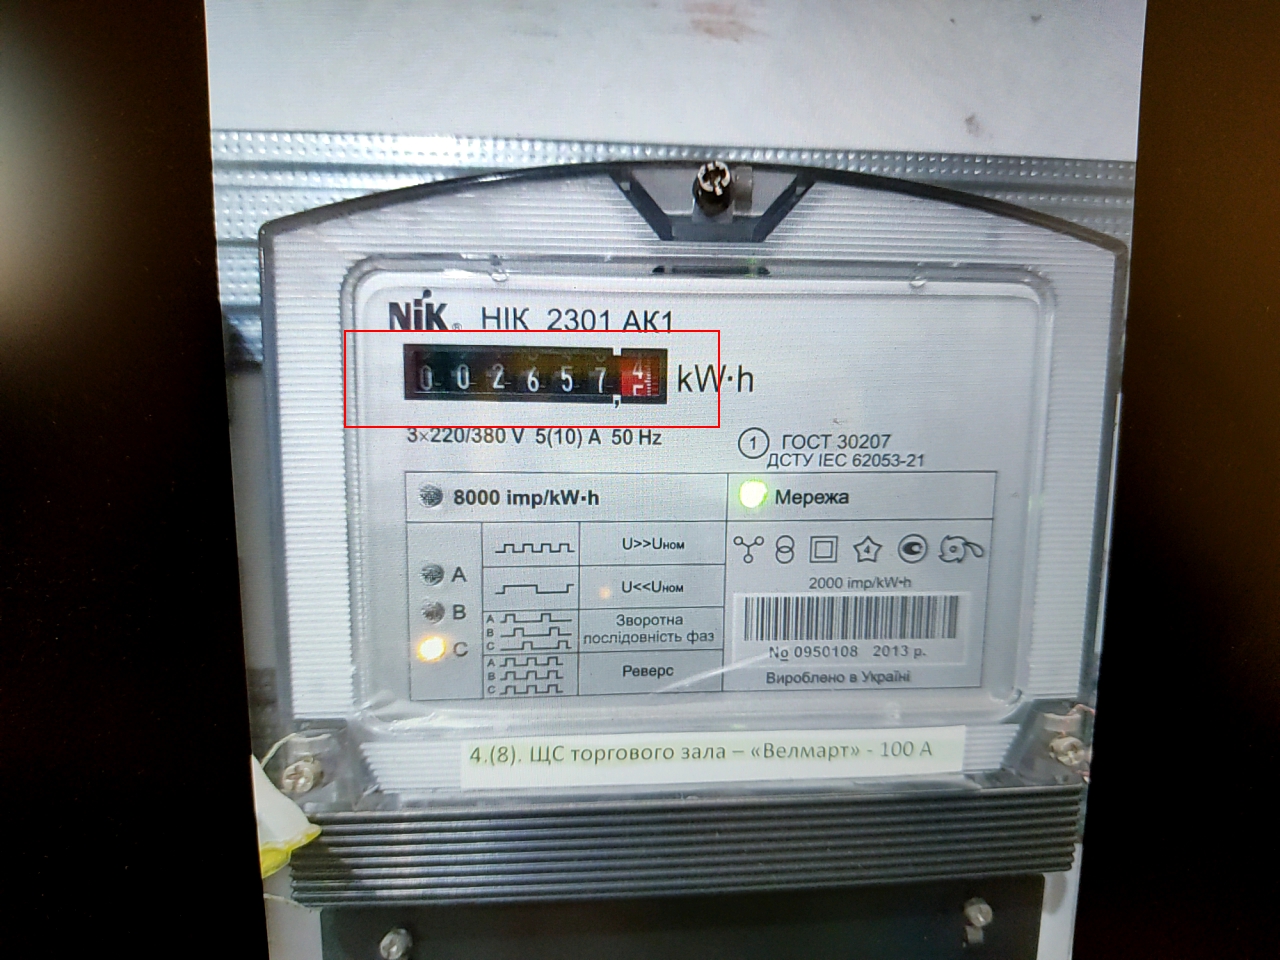 NiK® НІК 2301 АК1
002657,4 kW·h
3×220/380 V 5(10) A 50 Hz
1 ГОСТ 30207
ДСТУ IEC 62053-21
8000 imp/kW·h
Мережа
A
B
C
U>>Uном
U<<Uном
A
B
C
Зворотна
послідовність фаз
A
B
C
Реверс
4
2000 imp/kW·h
№ 0950108 2013 р.
Вироблено в Україні
4.(8). ЩС торгового зала – «Велмарт» - 100 А